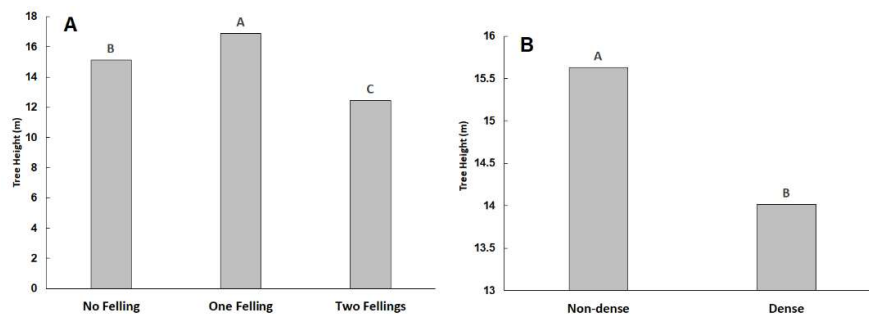 A
Tree Height (m)
18
16
14
12
10
8
6
4
2
0
B
A
C
No Felling
One Felling
Two Fellings
B
Tree Height (m)
16
15.5
15
14.5
14
13.5
13
A
B
Non-dense
Dense